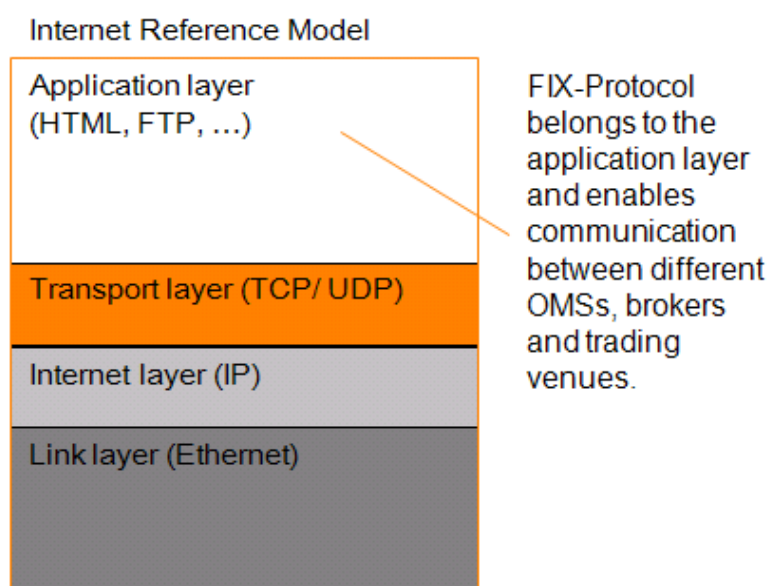 Internet Reference Model
Application layer
(HTML, FTP, …)
Transport layer (TCP/ UDP)
Internet layer (IP)
Link layer (Ethernet)
FIX-Protocol
belongs to the
application layer
and enables
communication
between different
OMSs, brokers
and trading
venues.